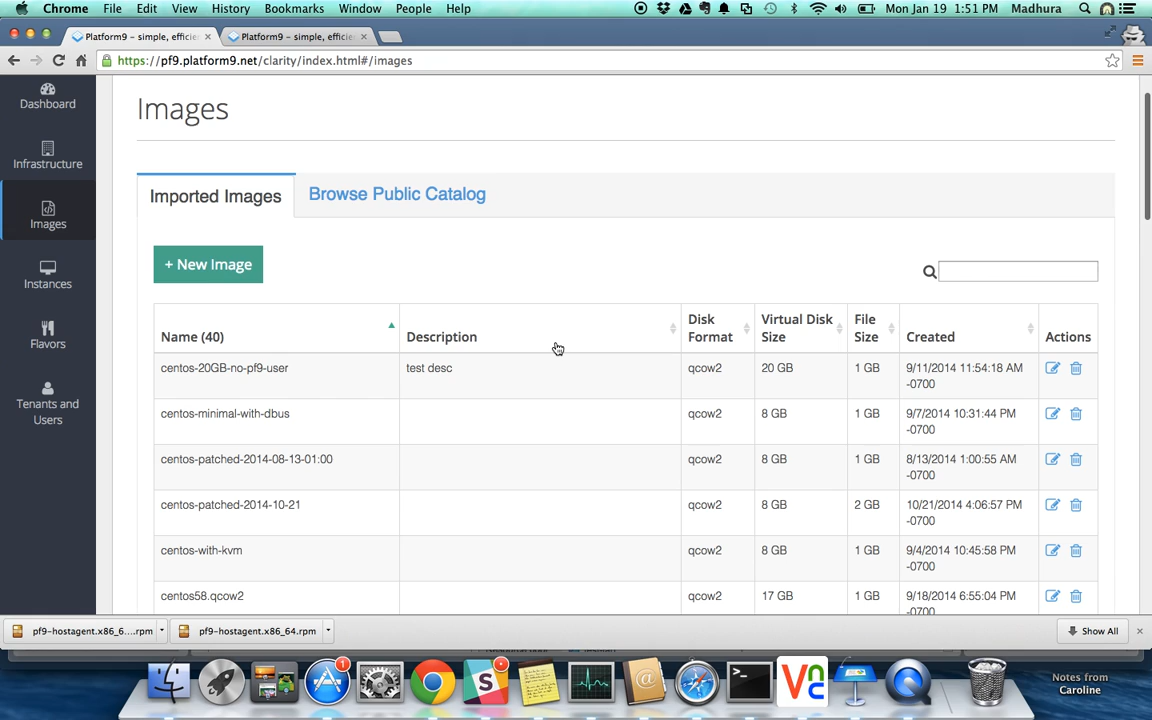 Chrome File Edit View History Bookmarks Window People Help Mon Jan 19 1:51 PM Madhura
Platform9 – simple, efficie Platform9 – simple, efficie
https://pf9.platform9.net/clarity/index.html#/images
Dashboard
Infrastructure
Images
Instances
Flavors
Tenants and
Users
Images
Imported Images Browse Public Catalog
+ New Image
Name (40) Description Disk Format Virtual Disk Size File Size Created Actions
centos-20GB-no-pf9-user test desc qcow2 20 GB 1 GB 9/11/2014 11:54:18 AM
-0700
centos-minimal-with-dbus qcow2 8 GB 1 GB 9/7/2014 10:31:44 PM
-0700
centos-patched-2014-08-13-01:00 qcow2 8 GB 1 GB 8/13/2014 1:00:55 AM
-0700
centos-patched-2014-10-21 qcow2 8 GB 2 GB 10/21/2014 4:06:57 PM
-0700
centos-with-kvm qcow2 8 GB 1 GB 9/4/2014 10:45:58 PM
-0700
centos58.qcow2 qcow2 17 GB 1 GB 9/18/2014 6:55:04 PM
-0700
pf9-hostagent.x86_6....rpm pf9-hostagent.x86_64.rpm Show All
1
Notes from
Caroline